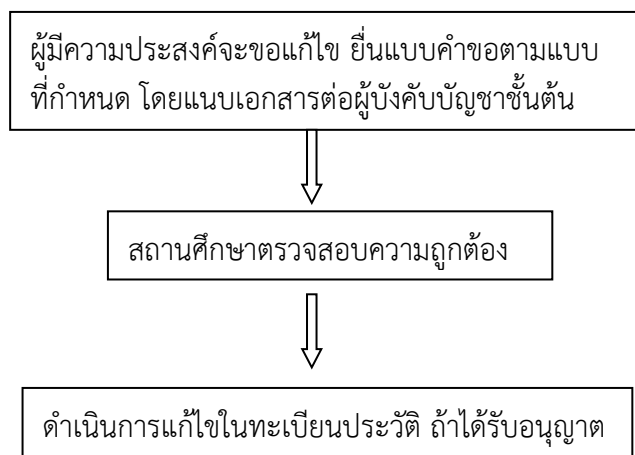 ผู้มีความประสงค์จะขอแก้ไข ยื่นแบบคำขอตามแบบ
ที่กำหนด โดยแนบเอกสารต่อผู้บังคับบัญชาชั้นต้น
สถานศึกษาตรวจสอบความถูกต้อง
ดำเนินการแก้ไขในทะเบียนประวัติ ถ้าได้รับอนุญาต